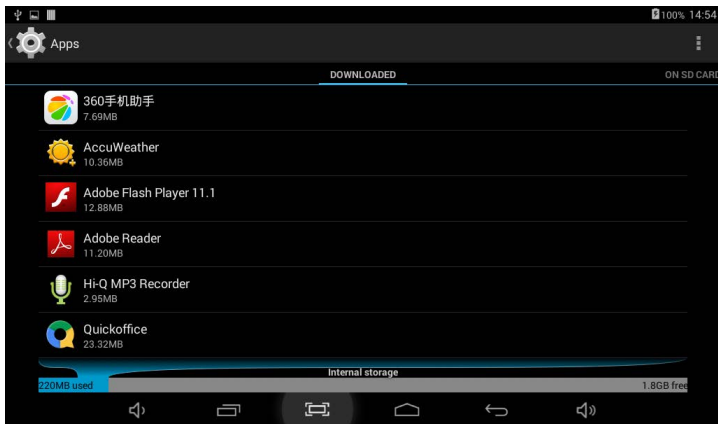 100% 14:54
Apps
DOWNLOADED
ON SD CARD
360手机助手
7.69MB
AccuWeather
10.36MB
Adobe Flash Player 11.1
12.88MB
Adobe Reader
11.20MB
Hi-Q MP3 Recorder
2.95MB
Quickoffice
23.32MB
Internal storage
220MB used
1.8GB free